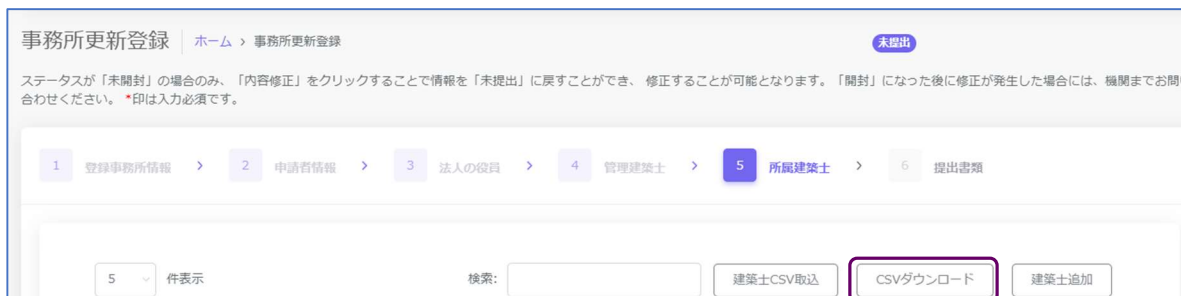 事務所更新登録 ホーム > 事務所更新登録 未提出
ステータスが「未開封」の場合のみ、「内容修正」をクリックすることで情報を「未提出」に戻すことができ、 修正することが可能となります。「開封」になった後に修正が発生した場合には、機関までお問い
合わせください。 *印は入力必須です。
1 登録事務所情報 > 2 申請者情報 > 3 法人の役員 > 4 管理建築士 > 5 所属建築士 > 6 提出書類
5 件表示 検索: 建築士CSV取込 CSVダウンロード 建築士追加